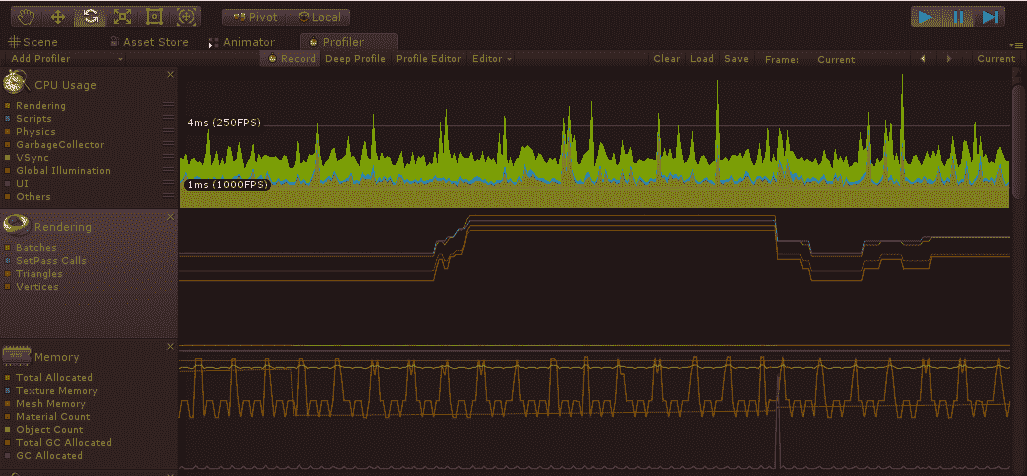 Pivot Local
Scene Asset Store Animator Profiler
Add Profiler Record Deep Profile Profile Editor Editor Clear Load Save Frame: Current Current
CPU Usage
Rendering
Scripts
Physics
GarbageCollector
VSync
Global Illumination
UI
Others
4ms (250FPS)
1ms (1000FPS)
Rendering
Batches
SetPass Calls
Triangles
Vertices
Memory
Total Allocated
Texture Memory
Mesh Memory
Material Count
Object Count
Total GC Allocated
GC Allocated